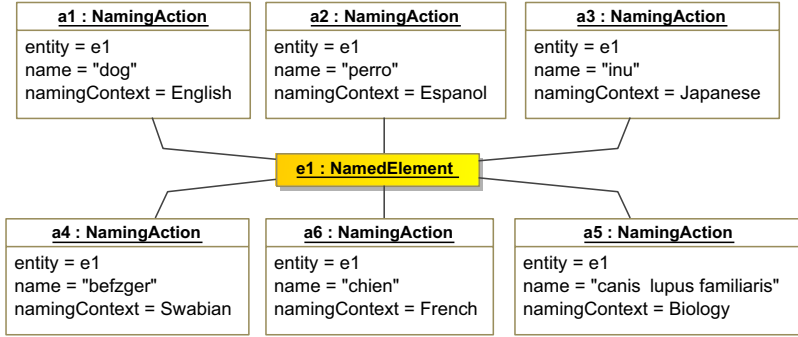 a1 : NamingAction
entity = e1
name = "dog"
namingContext = English
a2 : NamingAction
entity = e1
name = "perro"
namingContext = Espanol
a3 : NamingAction
entity = e1
name = "inu"
namingContext = Japanese
e1 : NamedElement
a4 : NamingAction
entity = e1
name = "befzger"
namingContext = Swabian
a6 : NamingAction
entity = e1
name = "chien"
namingContext = French
a5 : NamingAction
entity = e1
name = "canis lupus familiaris"
namingContext = Biology